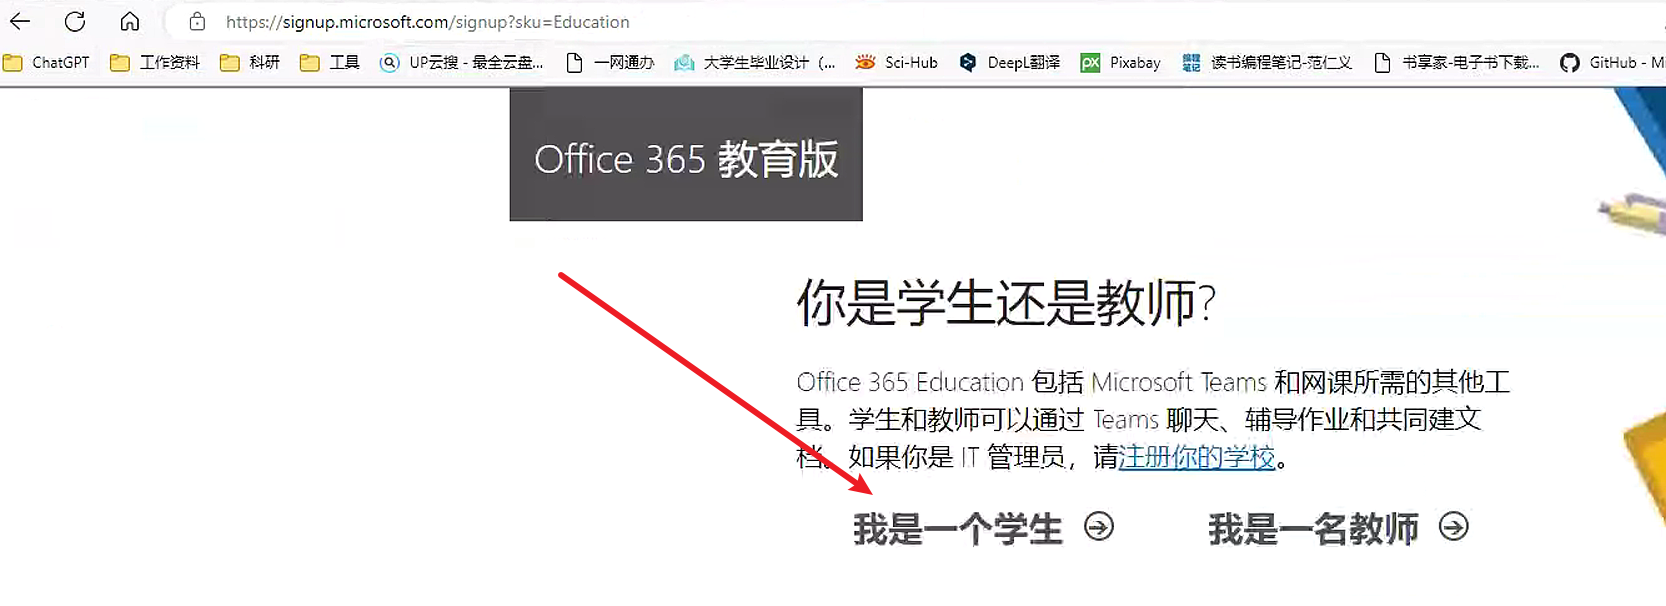 https://signup.microsoft.com/signup?sku=Education
ChatGPT 工作资料 科研 工具 UP云搜 - 最全云盘... 一网通办 大学生毕业设计（... Sci-Hub DeepL翻译 PX Pixabay 编程笔记 读书编程笔记-范仁义 书享家-电子书下载... GitHub - M
Office 365 教育版
你是学生还是教师?
Office 365 Education 包括 Microsoft Teams 和网课所需的其他工
具。学生和教师可以通过 Teams 聊天、辅导作业和共同建文
档。如果你是 IT 管理员，请注册你的学校。
我是一个学生 我是一名教师